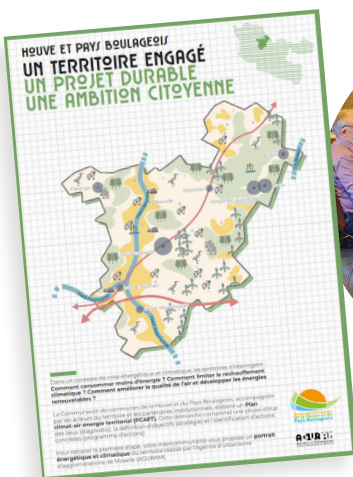 HOUVE ET PAYS BOULAGEOIS
UN TERRITOIRE ENGAGÉ
UN PROJET DURABLE
UNE AMBITION CITOYENNE
Dans un contexte de crise énergétique et climatique, les territoires s'interrogent.
Comment consommer moins d'énergie ? Comment limiter le réchauffement
climatique ? Comment améliorer la qualité de l'air et développer les énergies
renouvelables ?
La Communauté de communes de la Houve et du Pays Boulageois, accompagnée
par les acteurs du territoire et les partenaires institutionnels, élabore un Plan
climat-air-énergie territorial (PCAET). Cette démarche comprend une phase d'état
des lieux (diagnostic), la définition d'objectifs (stratégie) et l'identification d'actions
concrètes (programme d'actions).
Pour relater la première étape, votre intercommunalité vous propose un portrait
énergétique et climatique du territoire réalisé par l'Agence d'urbanisme
d'agglomérations de Moselle (AGURAM).
Pays Boulageois